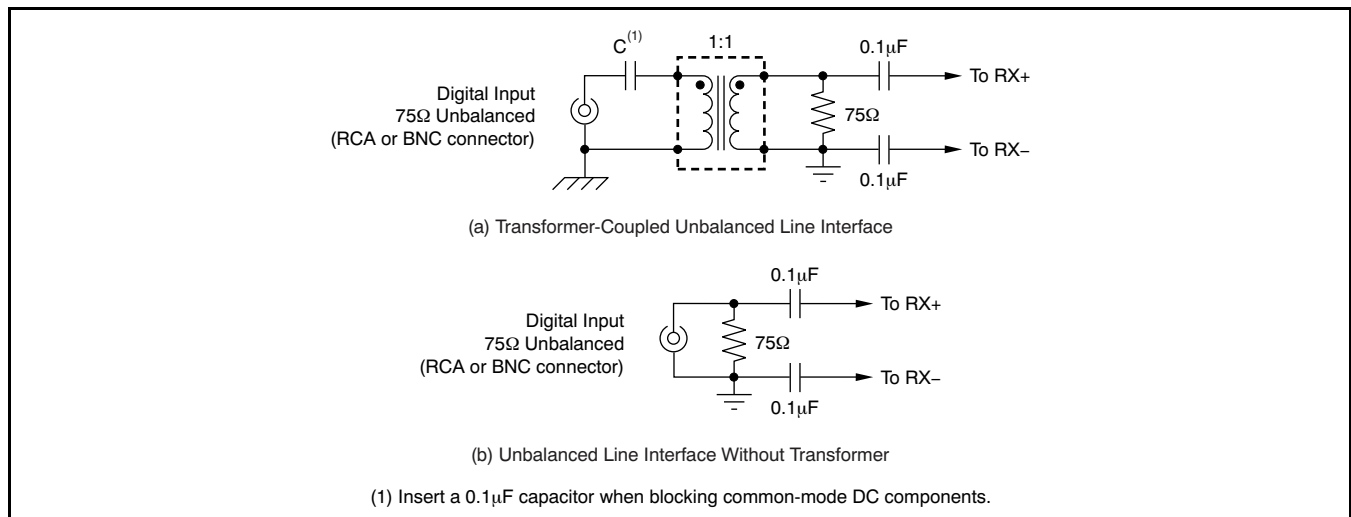 C(1)
1:1
0.1μF
To RX+
Digital Input
75Ω Unbalanced
(RCA or BNC connector)
75Ω
To RX−
0.1μF
(a) Transformer-Coupled Unbalanced Line Interface
0.1μF
To RX+
Digital Input
75Ω Unbalanced
(RCA or BNC connector)
75Ω
To RX−
0.1μF
(b) Unbalanced Line Interface Without Transformer
(1) Insert a 0.1μF capacitor when blocking common-mode DC components.